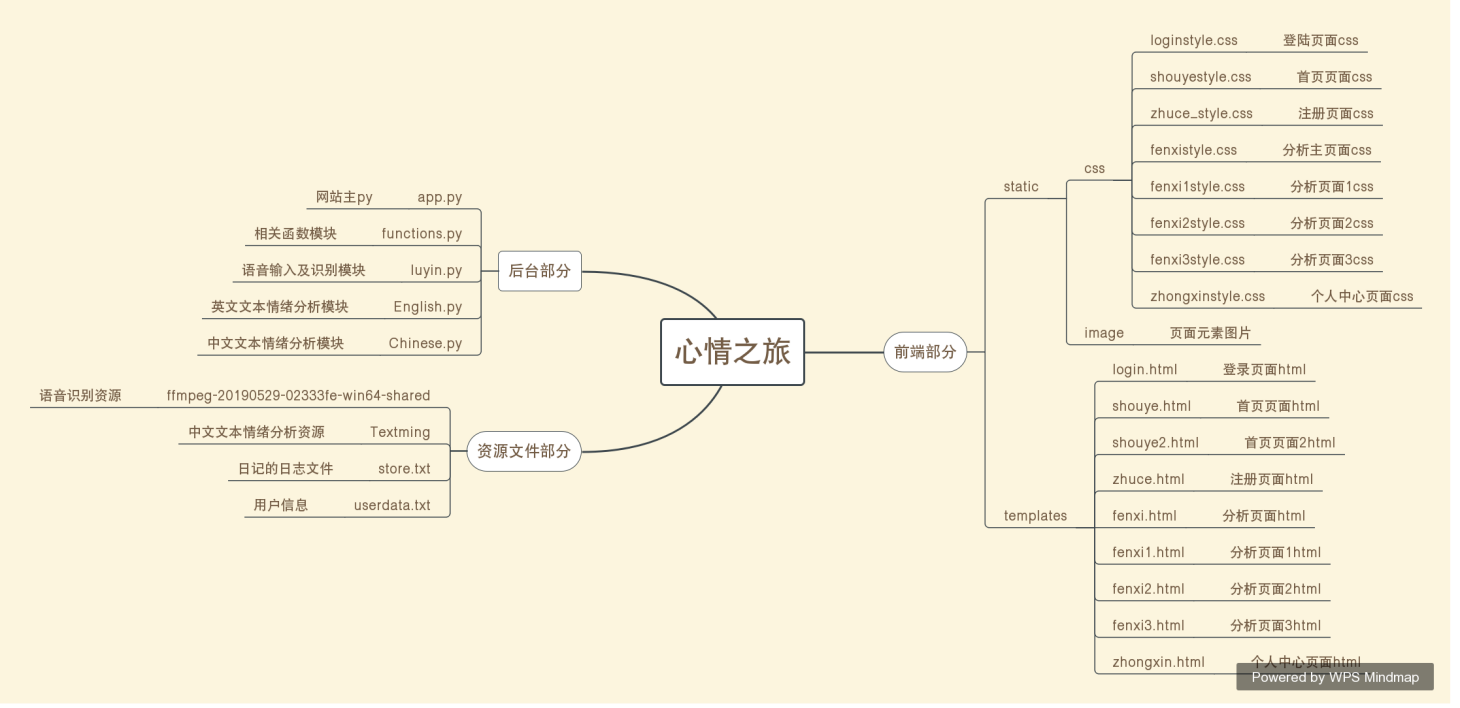 心情之旅
后台部分
网站主py app.py
相关函数模块 functions.py
语音输入及识别模块 luyin.py
英文文本情绪分析模块 English.py
中文文本情绪分析模块 Chinese.py
资源文件部分
语音识别资源 ffmpeg-20190529-02333fe-win64-shared
中文文本情绪分析资源 Textming
日记的日志文件 store.txt
用户信息 userdata.txt
前端部分
static
css
loginstyle.css 登陆页面css
shouyestyle.css 首页页面css
zhuce_style.css 注册页面css
fenxistyle.css 分析主页面css
fenxi1style.css 分析页面1css
fenxi2style.css 分析页面2css
fenxi3style.css 分析页面3css
zhongxinstyle.css 个人中心页面css
image 页面元素图片
templates
login.html 登录页面html
shouye.html 首页页面html
shouye2.html 首页页面2html
zhuce.html 注册页面html
fenxi.html 分析页面html
fenxi1.html 分析页面1html
fenxi2.html 分析页面2html
fenxi3.html 分析页面3html
zhongxin.html 个人中心页面html
Powered by WPS Mindmap